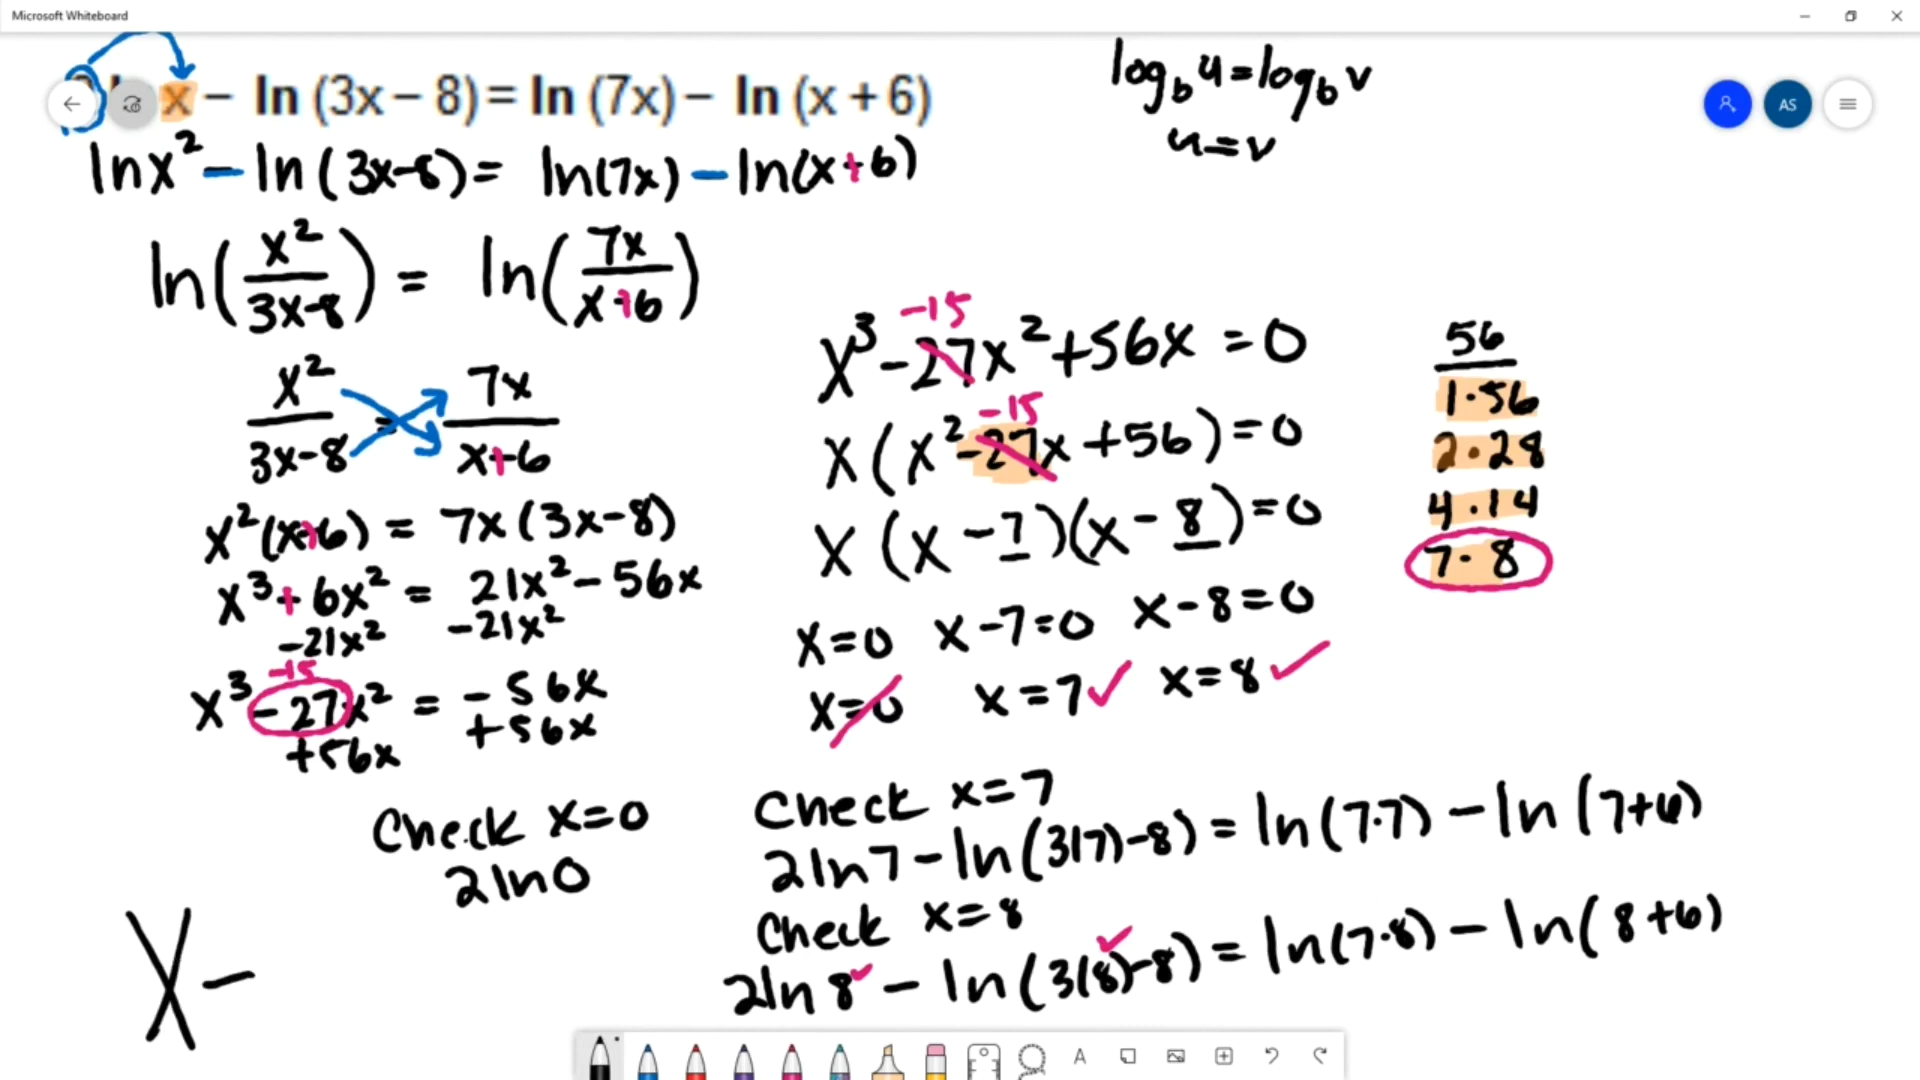 Microsoft Whiteboard
x – ln (3x – 8) = ln (7x) – ln (x + 6)
ln x² – ln (3x-8) = ln(7x) – ln(x+6)
ln(x²/(3x-8)) = ln(7x/(x+6))
x²/(3x-8) = 7x/(x+6)
x²(x+6) = 7x(3x-8)
x³ + 6x² = 21x² - 56x
-21x² -21x²
-15
x³ - 27x² = - 56x
+56x +56x
log_b u = log_b v
u = v
AS
-15
x³ - 27x² + 56x = 0
-15
x(x² - 27x + 56) = 0
x (x - 7)(x - 8) = 0
x=0 x-7=0 x-8=0
x=0 x=7 ✓ x=8 ✓
56
1·56
2·28
4·14
7·8
Check x=0
2ln0
Check x=7
2ln7 - ln(3(7)-8) = ln(7·7) - ln(7+6)
Check x=8
2ln8 ✓ - ln(3(8)-8) ✓ = ln(7·8) - ln(8+6)
X -
A